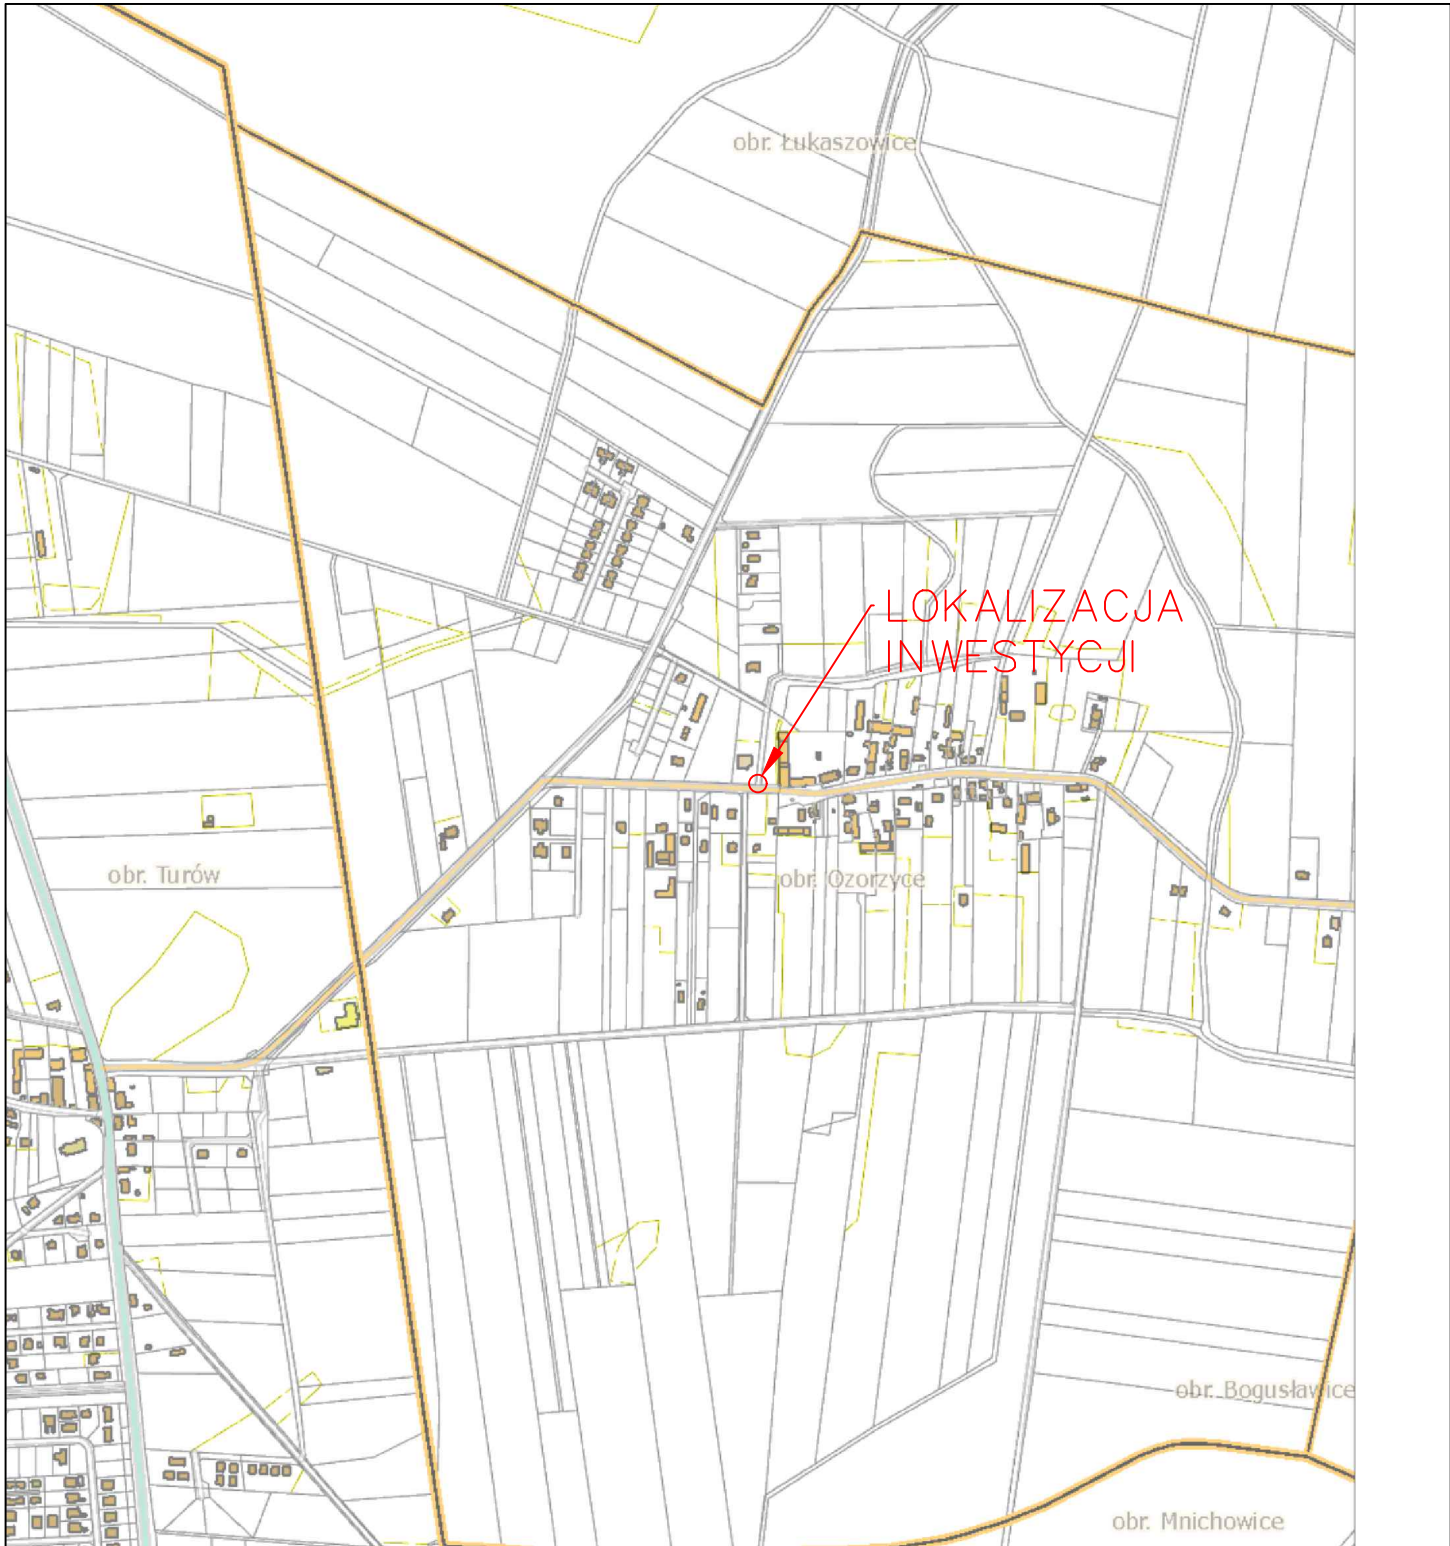 obr. Łukaszowice
LOKALIZACJA
INWESTYCJI
obr. Turów
obr. Ozorzyce
obr. Bogusławice
obr. Mnichowice